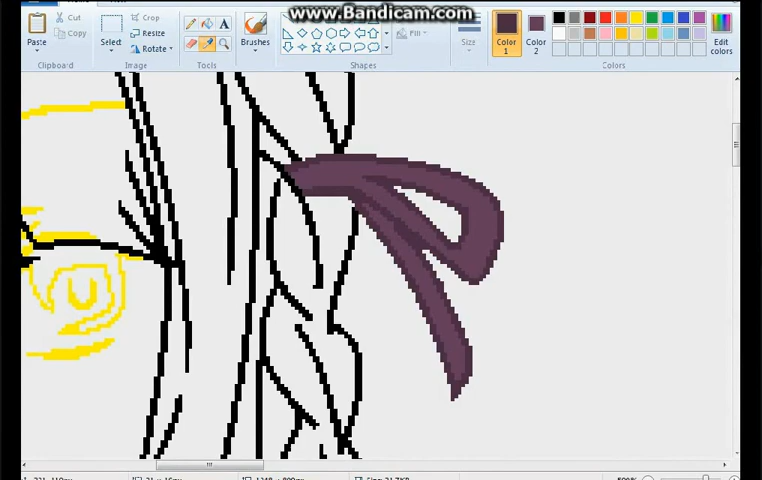 www.Bandicam.com
Cut
Copy
Paste
Clipboard
Crop
Resize
Rotate
Select
Image
A
Tools
Brushes
Fill
Shapes
Size
Color 1
Color 2
Edit colors
Colors